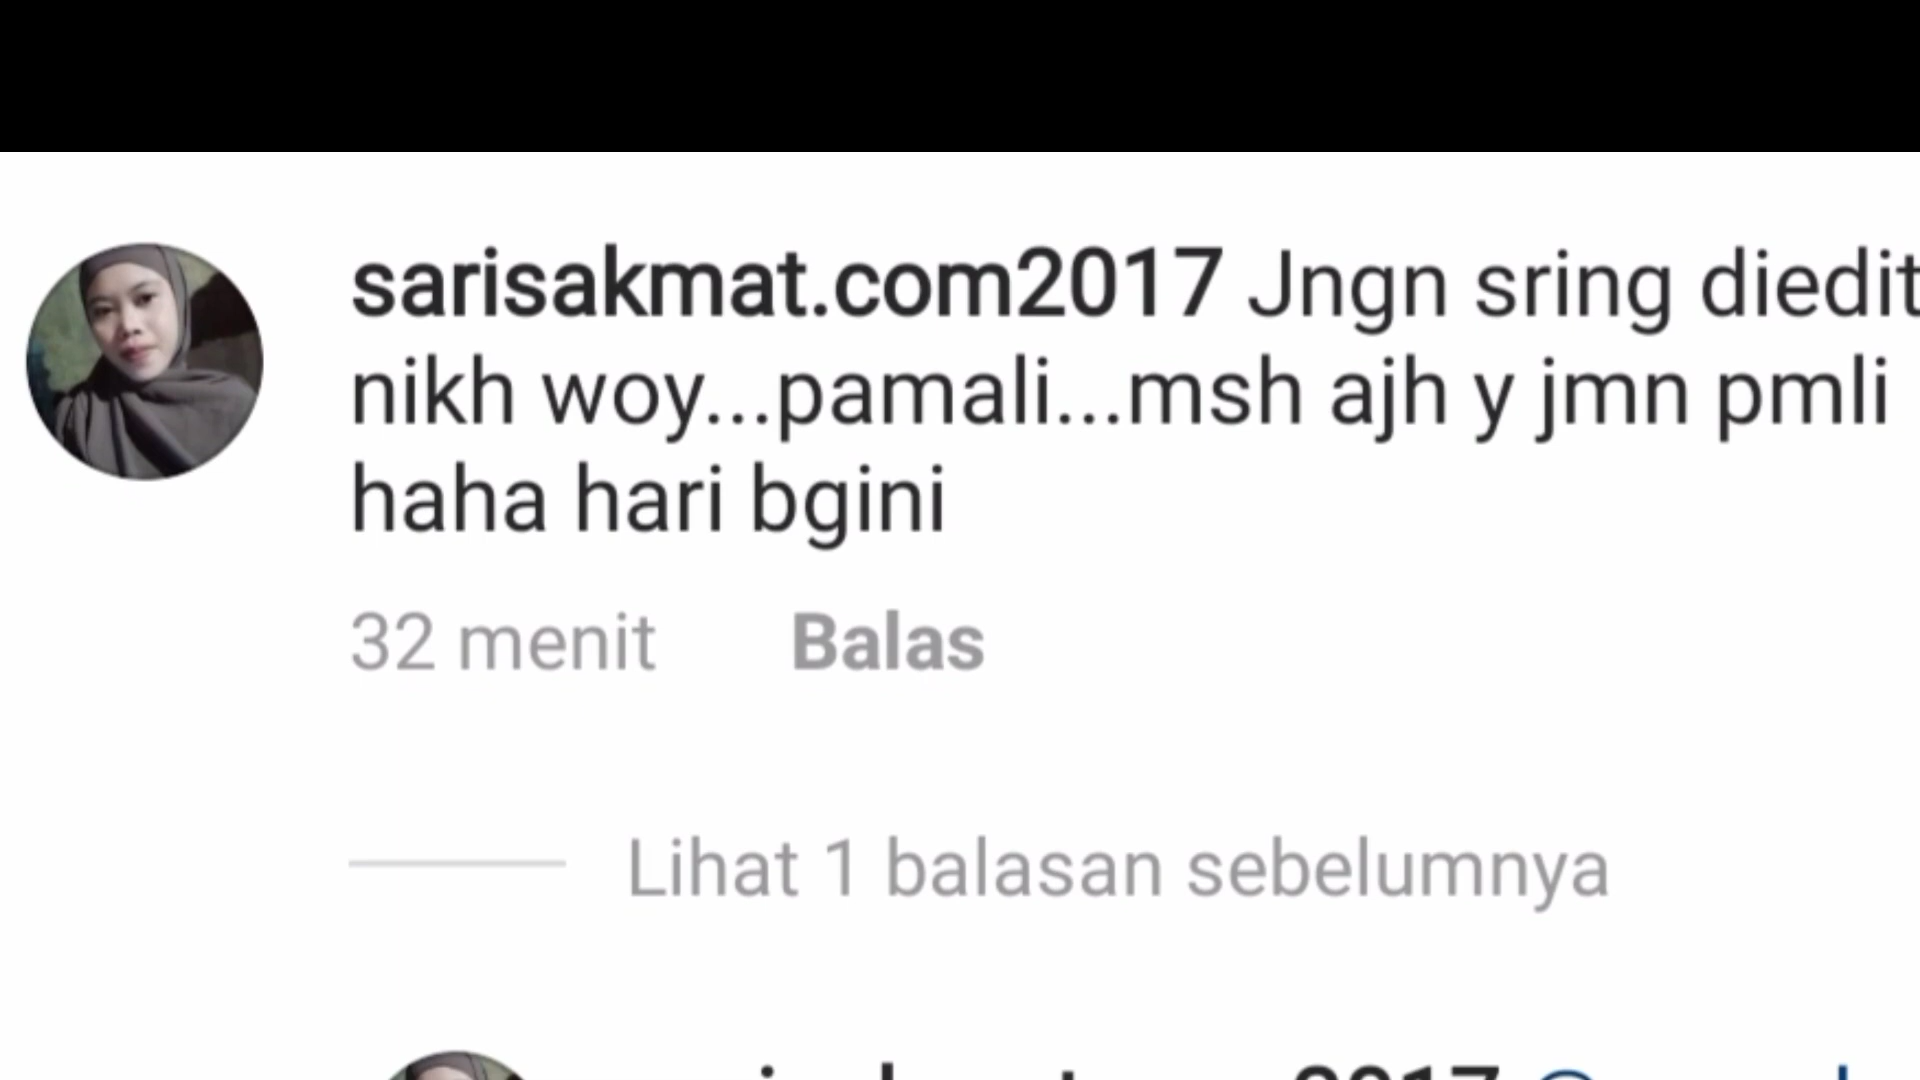 sarisakmat.com2017 Jngn sring diedit
nikh woy...pamali...msh ajh y jmn pmli
haha hari bgini
32 menit Balas
Lihat 1 balasan sebelumnya